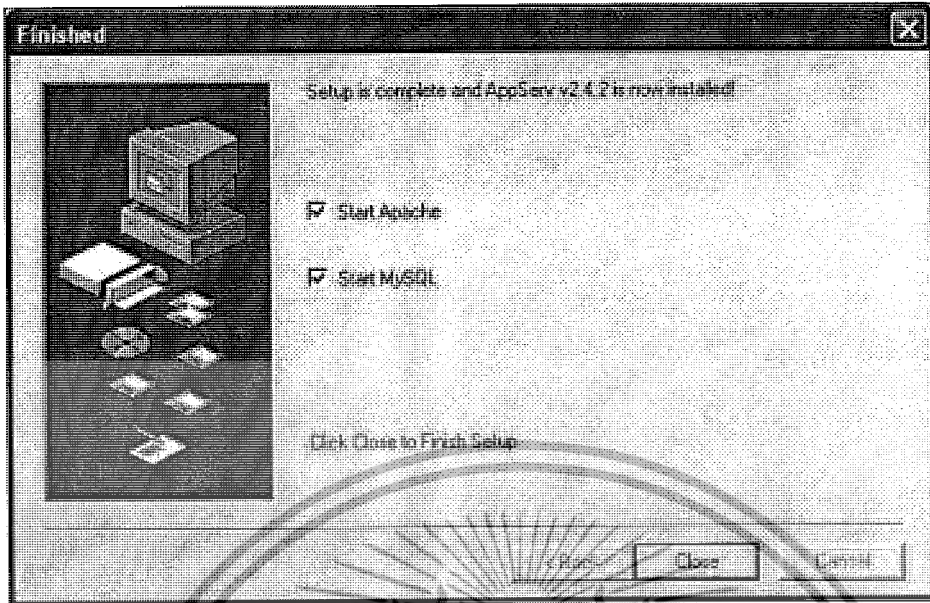 Finished
Setup is complete and AppServ v2.4.2 is now installed!
Start Apache
Start MySQL
Click Close to Finish Setup
< Back
Close
Cancel